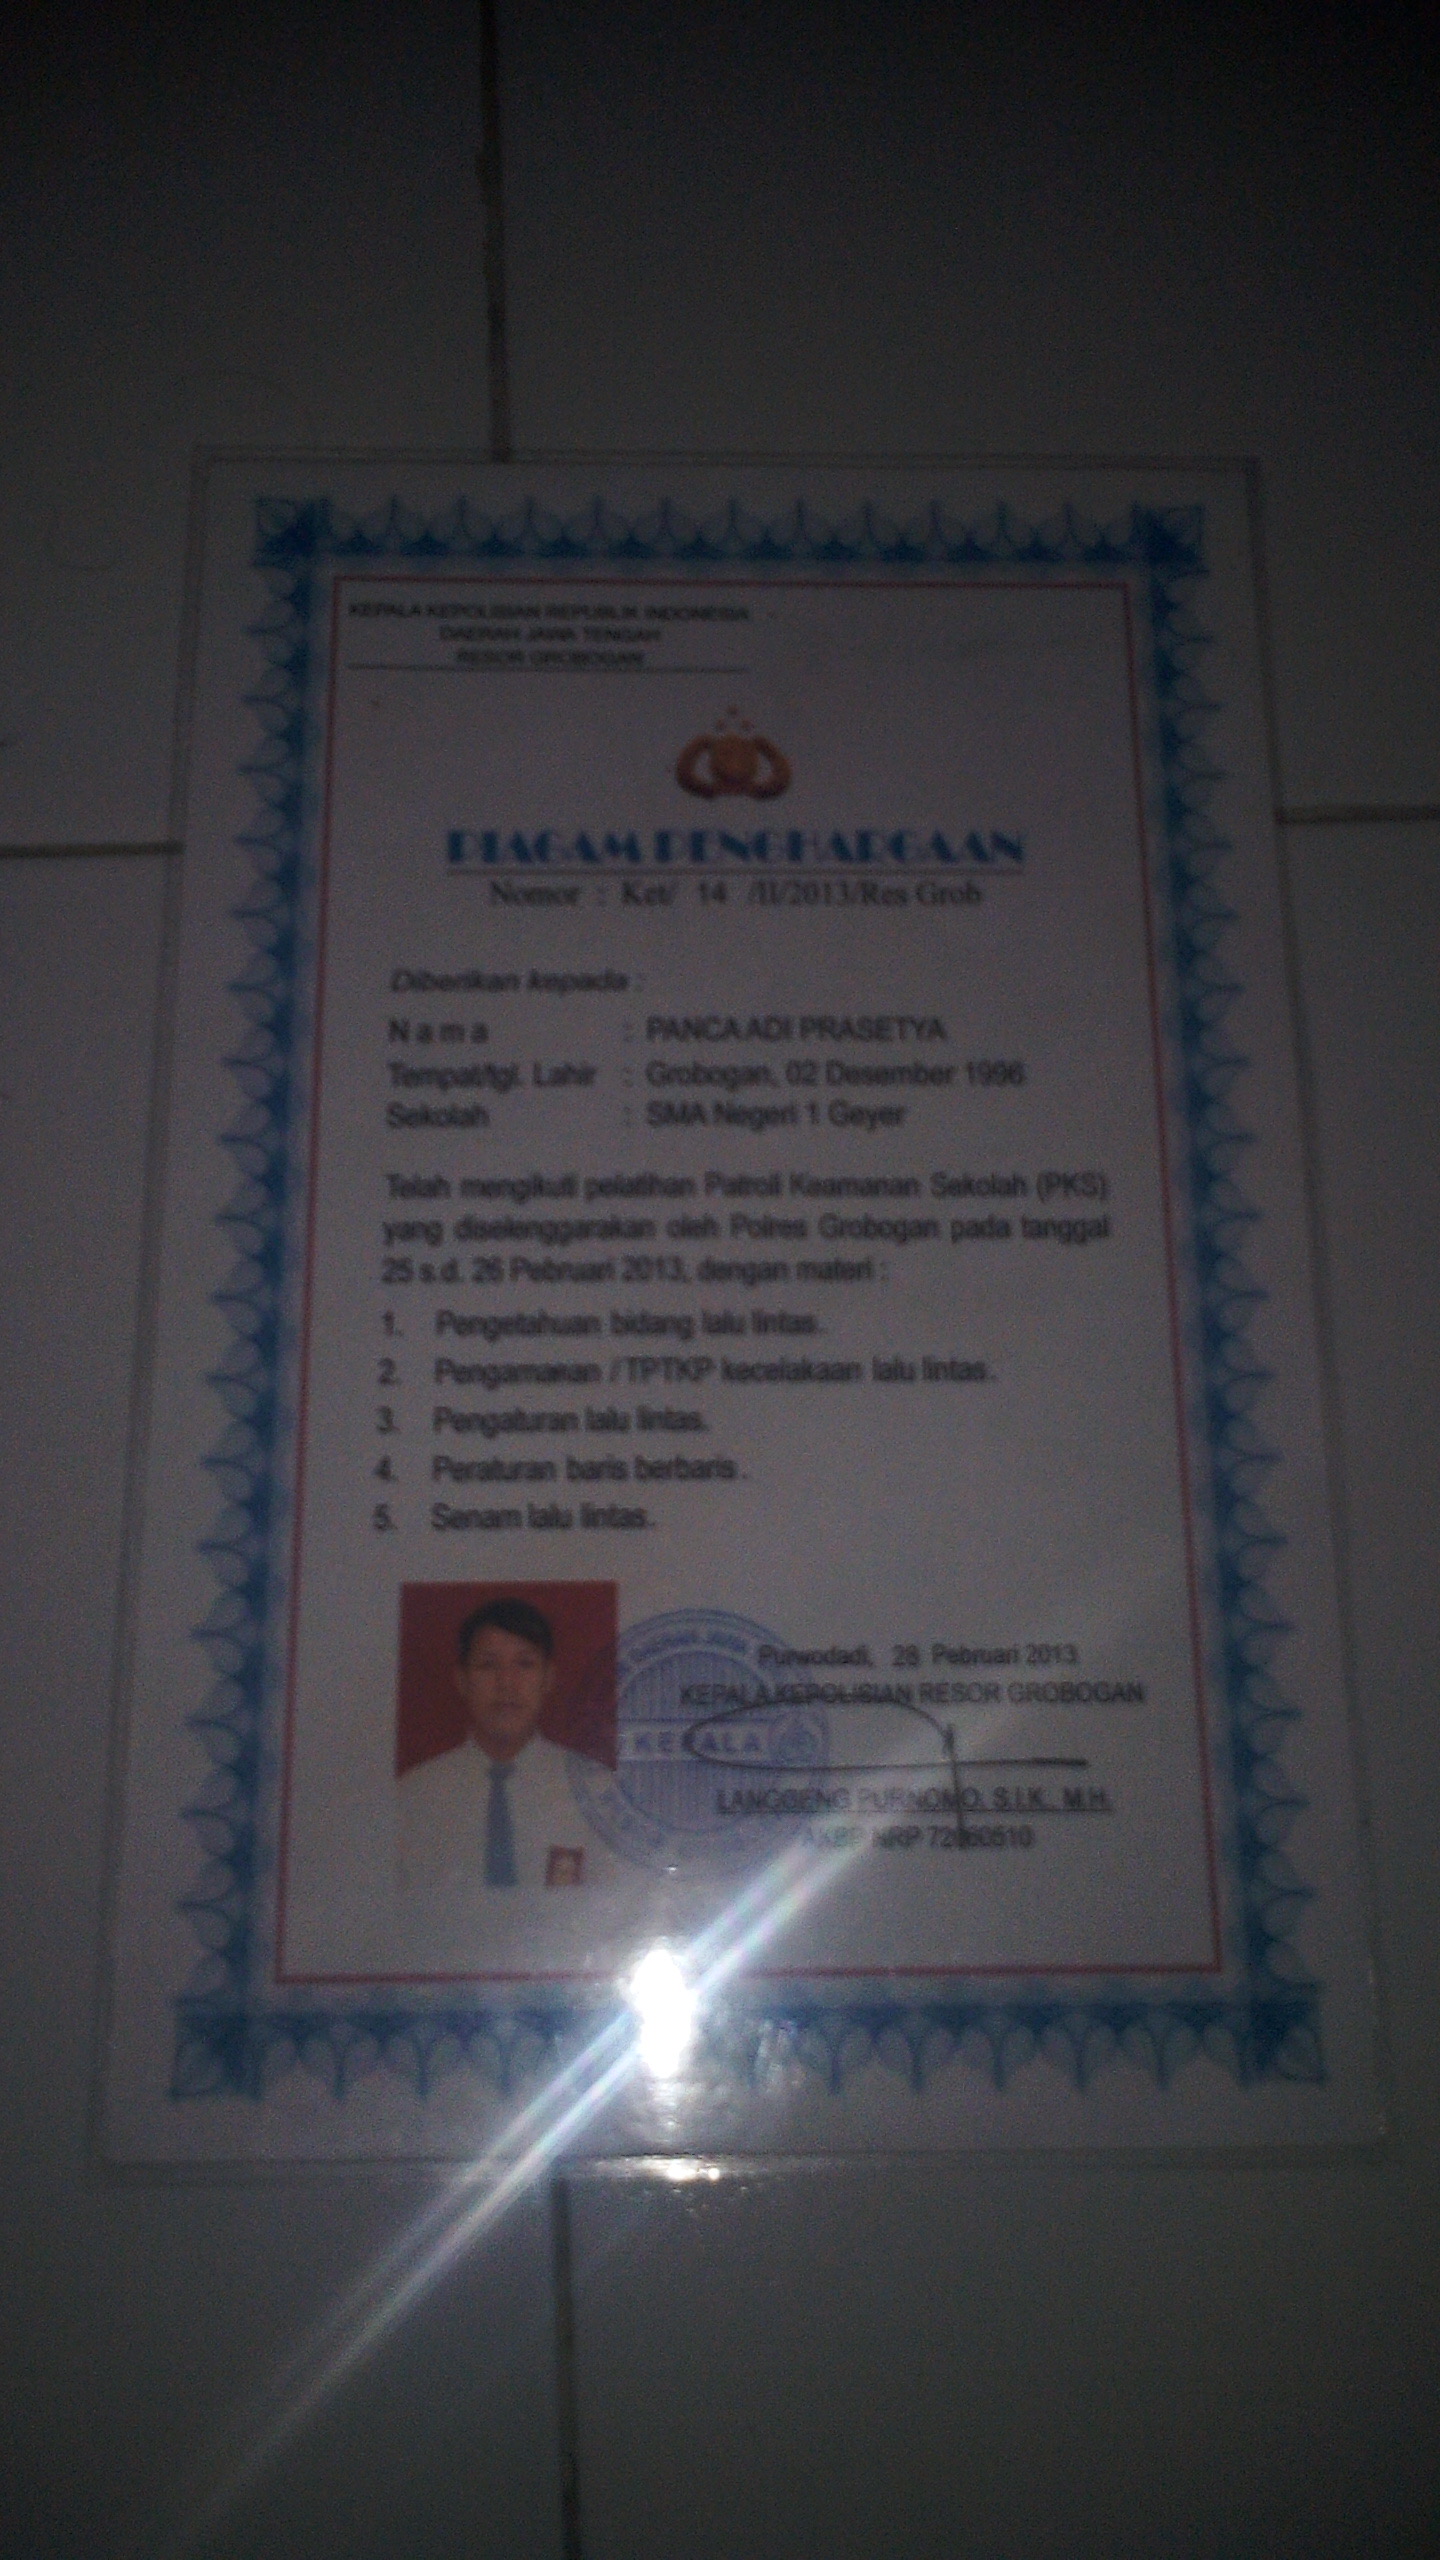 KEPALA KEPOLISIAN REPUBLIK INDONESIA
DAERAH JAWA TENGAH
RESOR GROBOGAN
PIAGAM PENGHARGAAN
Nomor : Ket/ 14 /II/2013/Res Grob
Diberikan kepada :
N a m a : PANCA ADI PRASETYA
Tempat/tgl. Lahir : Grobogan, 02 Desember 1996
Sekolah : SMA Negeri 1 Geyer
Telah mengikuti pelatihan Patroli Keamanan Sekolah (PKS)
yang diselenggarakan oleh Polres Grobogan pada tanggal
25 s.d. 26 Pebruari 2013, dengan materi :
1. Pengetahuan bidang lalu lintas.
2. Pengamanan / TPTKP kecelakaan lalu lintas.
3. Pengaturan lalu lintas.
4. Peraturan baris berbaris .
5. Senam lalu lintas.
Purwodadi, 28 Pebruari 2013
KEPALA KEPOLISIAN RESOR GROBOGAN
KEPALA
LANGGENG PURNOMO, S.I.K., M.H.
AKBP NRP